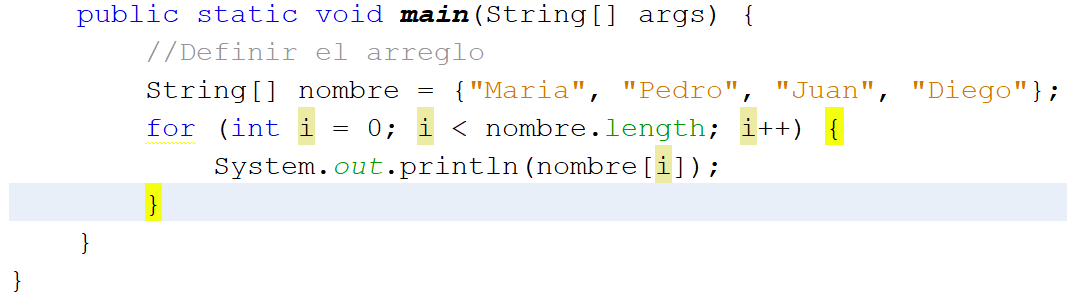 public static void main(String[] args) {
//Definir el arreglo
String[] nombre = {"Maria", "Pedro", "Juan", "Diego"};
for (int i = 0; i < nombre.length; i++) {
System.out.println(nombre[i]);
}
}
}